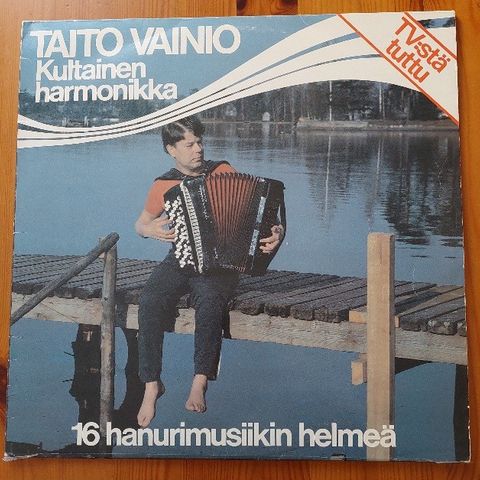 TAITO VAINIO
Kultainen
harmonikka
TV:stä
tuttu
16 hanurimusiikin helmeä